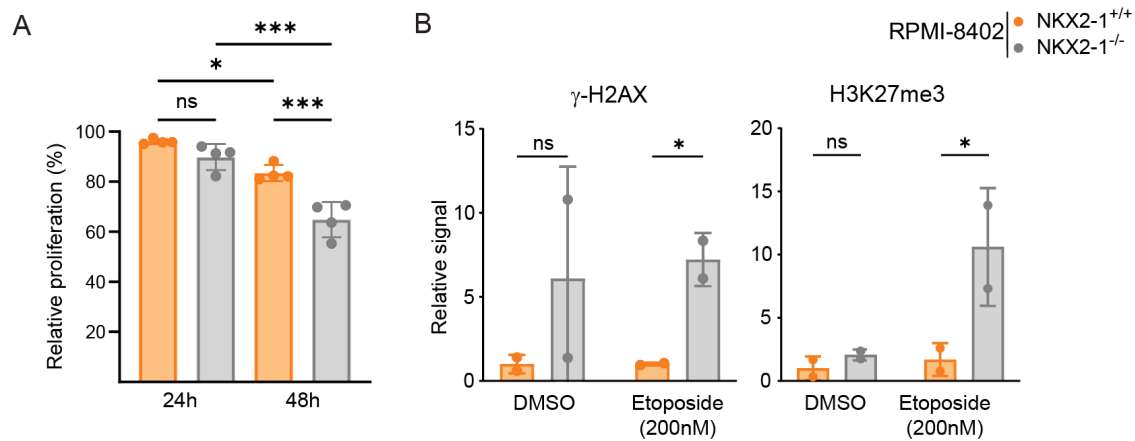 A
B
RPMI-8402
NKX2-1+/+
NKX2-1-/-
***
*
ns
***
Relative proliferation (%)
100
80
60
40
20
24h
48h
γ-H2AX
Relative signal
15
10
5
0
ns
*
DMSO
Etoposide
(200nM)
H3K27me3
20
15
10
5
0
ns
*
DMSO
Etoposide
(200nM)